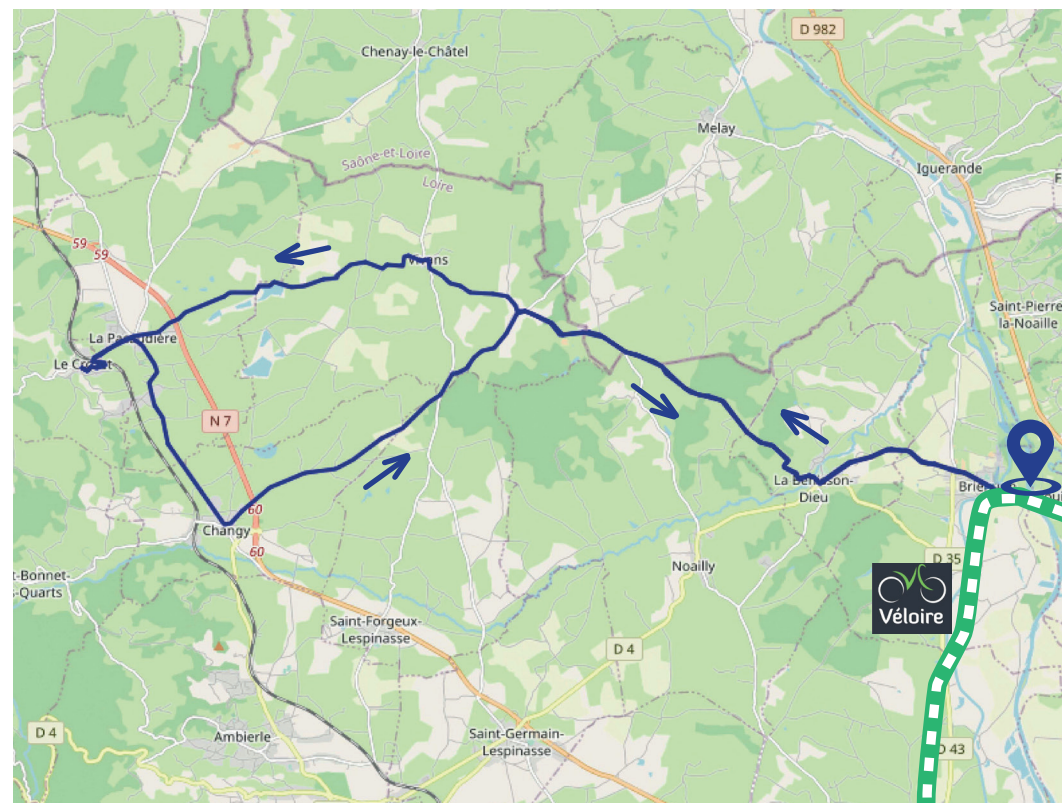 D 982
Chenay-le-Châtel
Melay
Saône-et-Loire
Loire
Iguerande
59
59
Saint-Pierre-
la-Noaille
Le Crozet
N 7
La Bénisson-
Dieu
60
Changy
60
D 35
Véloire
t-Bonnet-
s-Quarts
Noailly
Saint-Forgeux-
Lespinasse
D 4
D 4
Ambierle
Saint-Germain-
Lespinasse
D 43